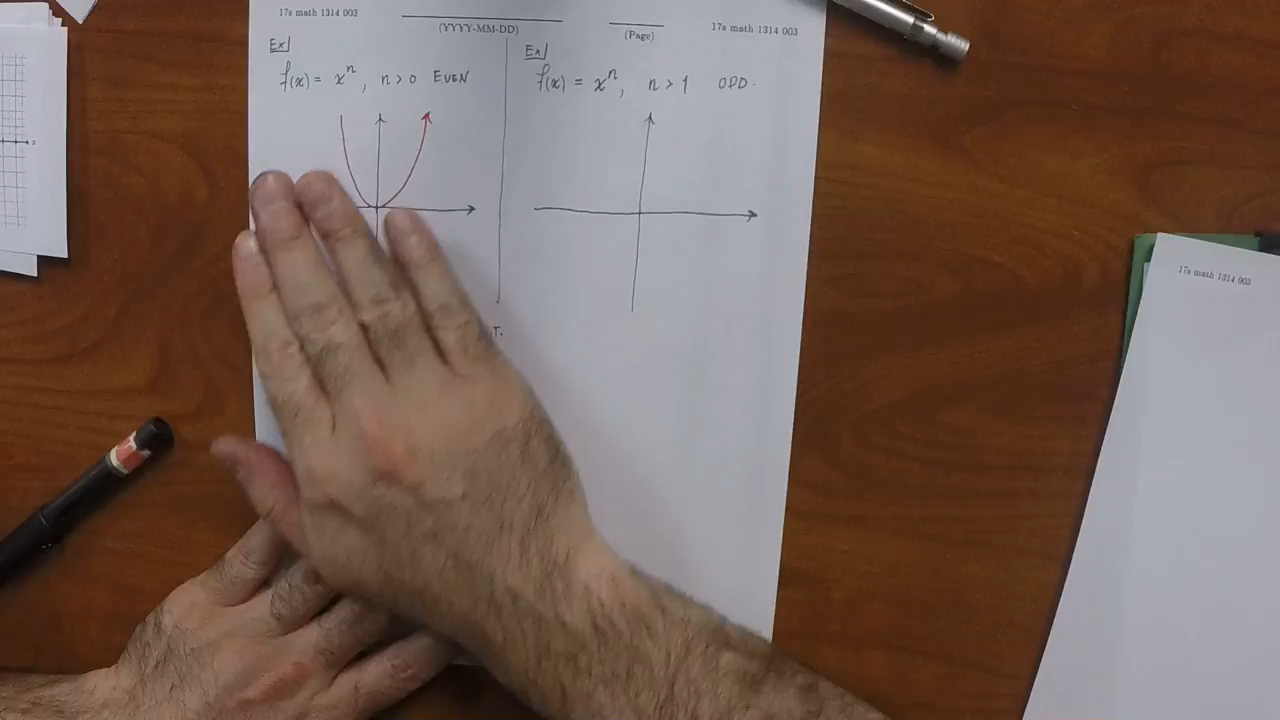 17s math 1314 003
(YYYY-MM-DD)
(Page)
17s math 1314 003
Ex/
f(x) = x^n, n > 0 EVEN
Ex/
f(x) = x^n, n > 1 ODD.
x
17s math 1314 003